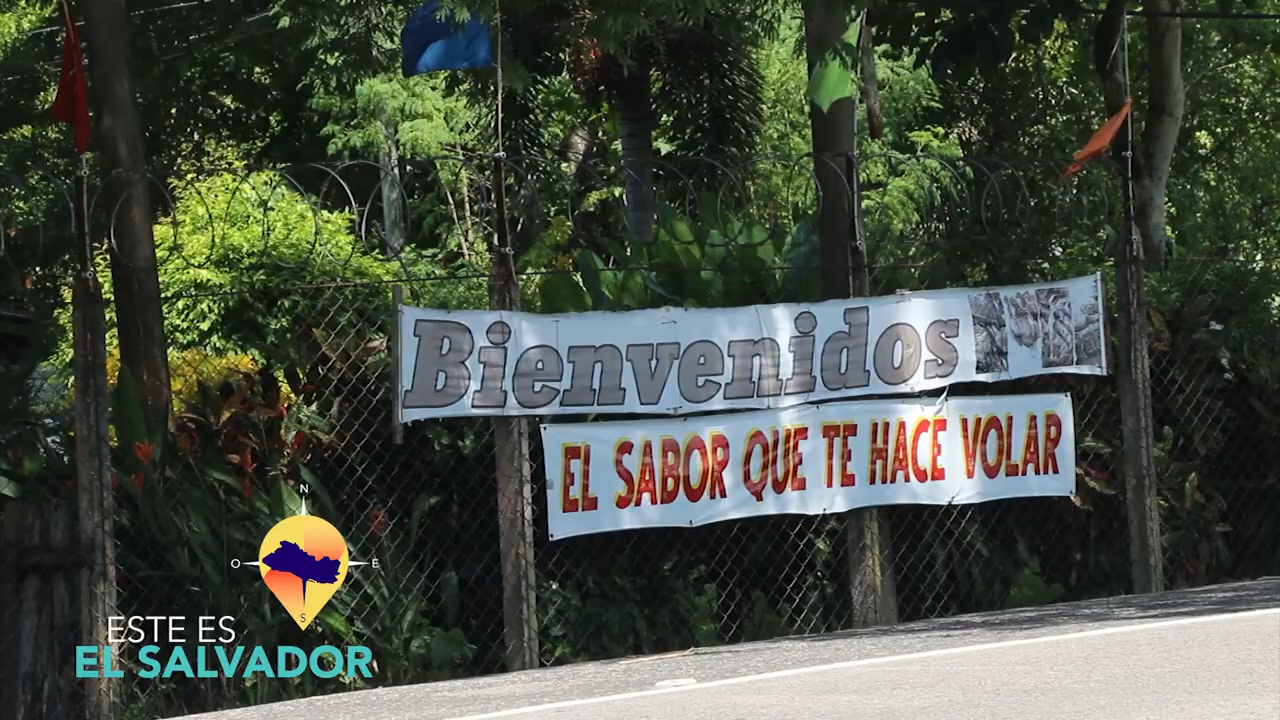 Bienvenidos
EL SABOR QUE TE HACE VOLAR
N
O E
S
ESTE ES
EL SALVADOR